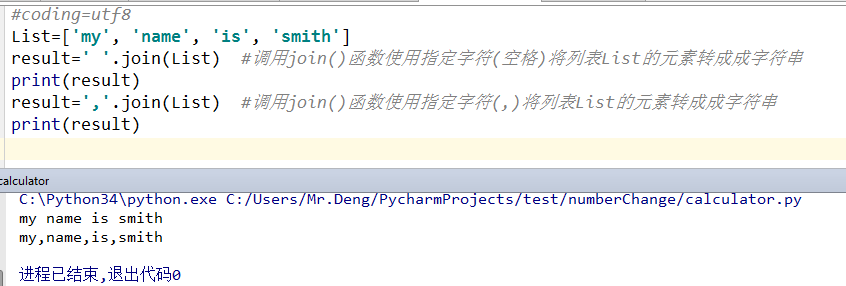 #coding=utf8
List=['my', 'name', 'is', 'smith']
result=' '.join(List)  #调用join()函数使用指定字符(空格)将列表List的元素转成成字符串
print(result)
result=','.join(List)  #调用join()函数使用指定字符(,)将列表List的元素转成成字符串
print(result)
calculator
C:\Python34\python.exe C:/Users/Mr.Deng/PycharmProjects/test/numberChange/calculator.py
my name is smith
my,name,is,smith
进程已结束,退出代码0